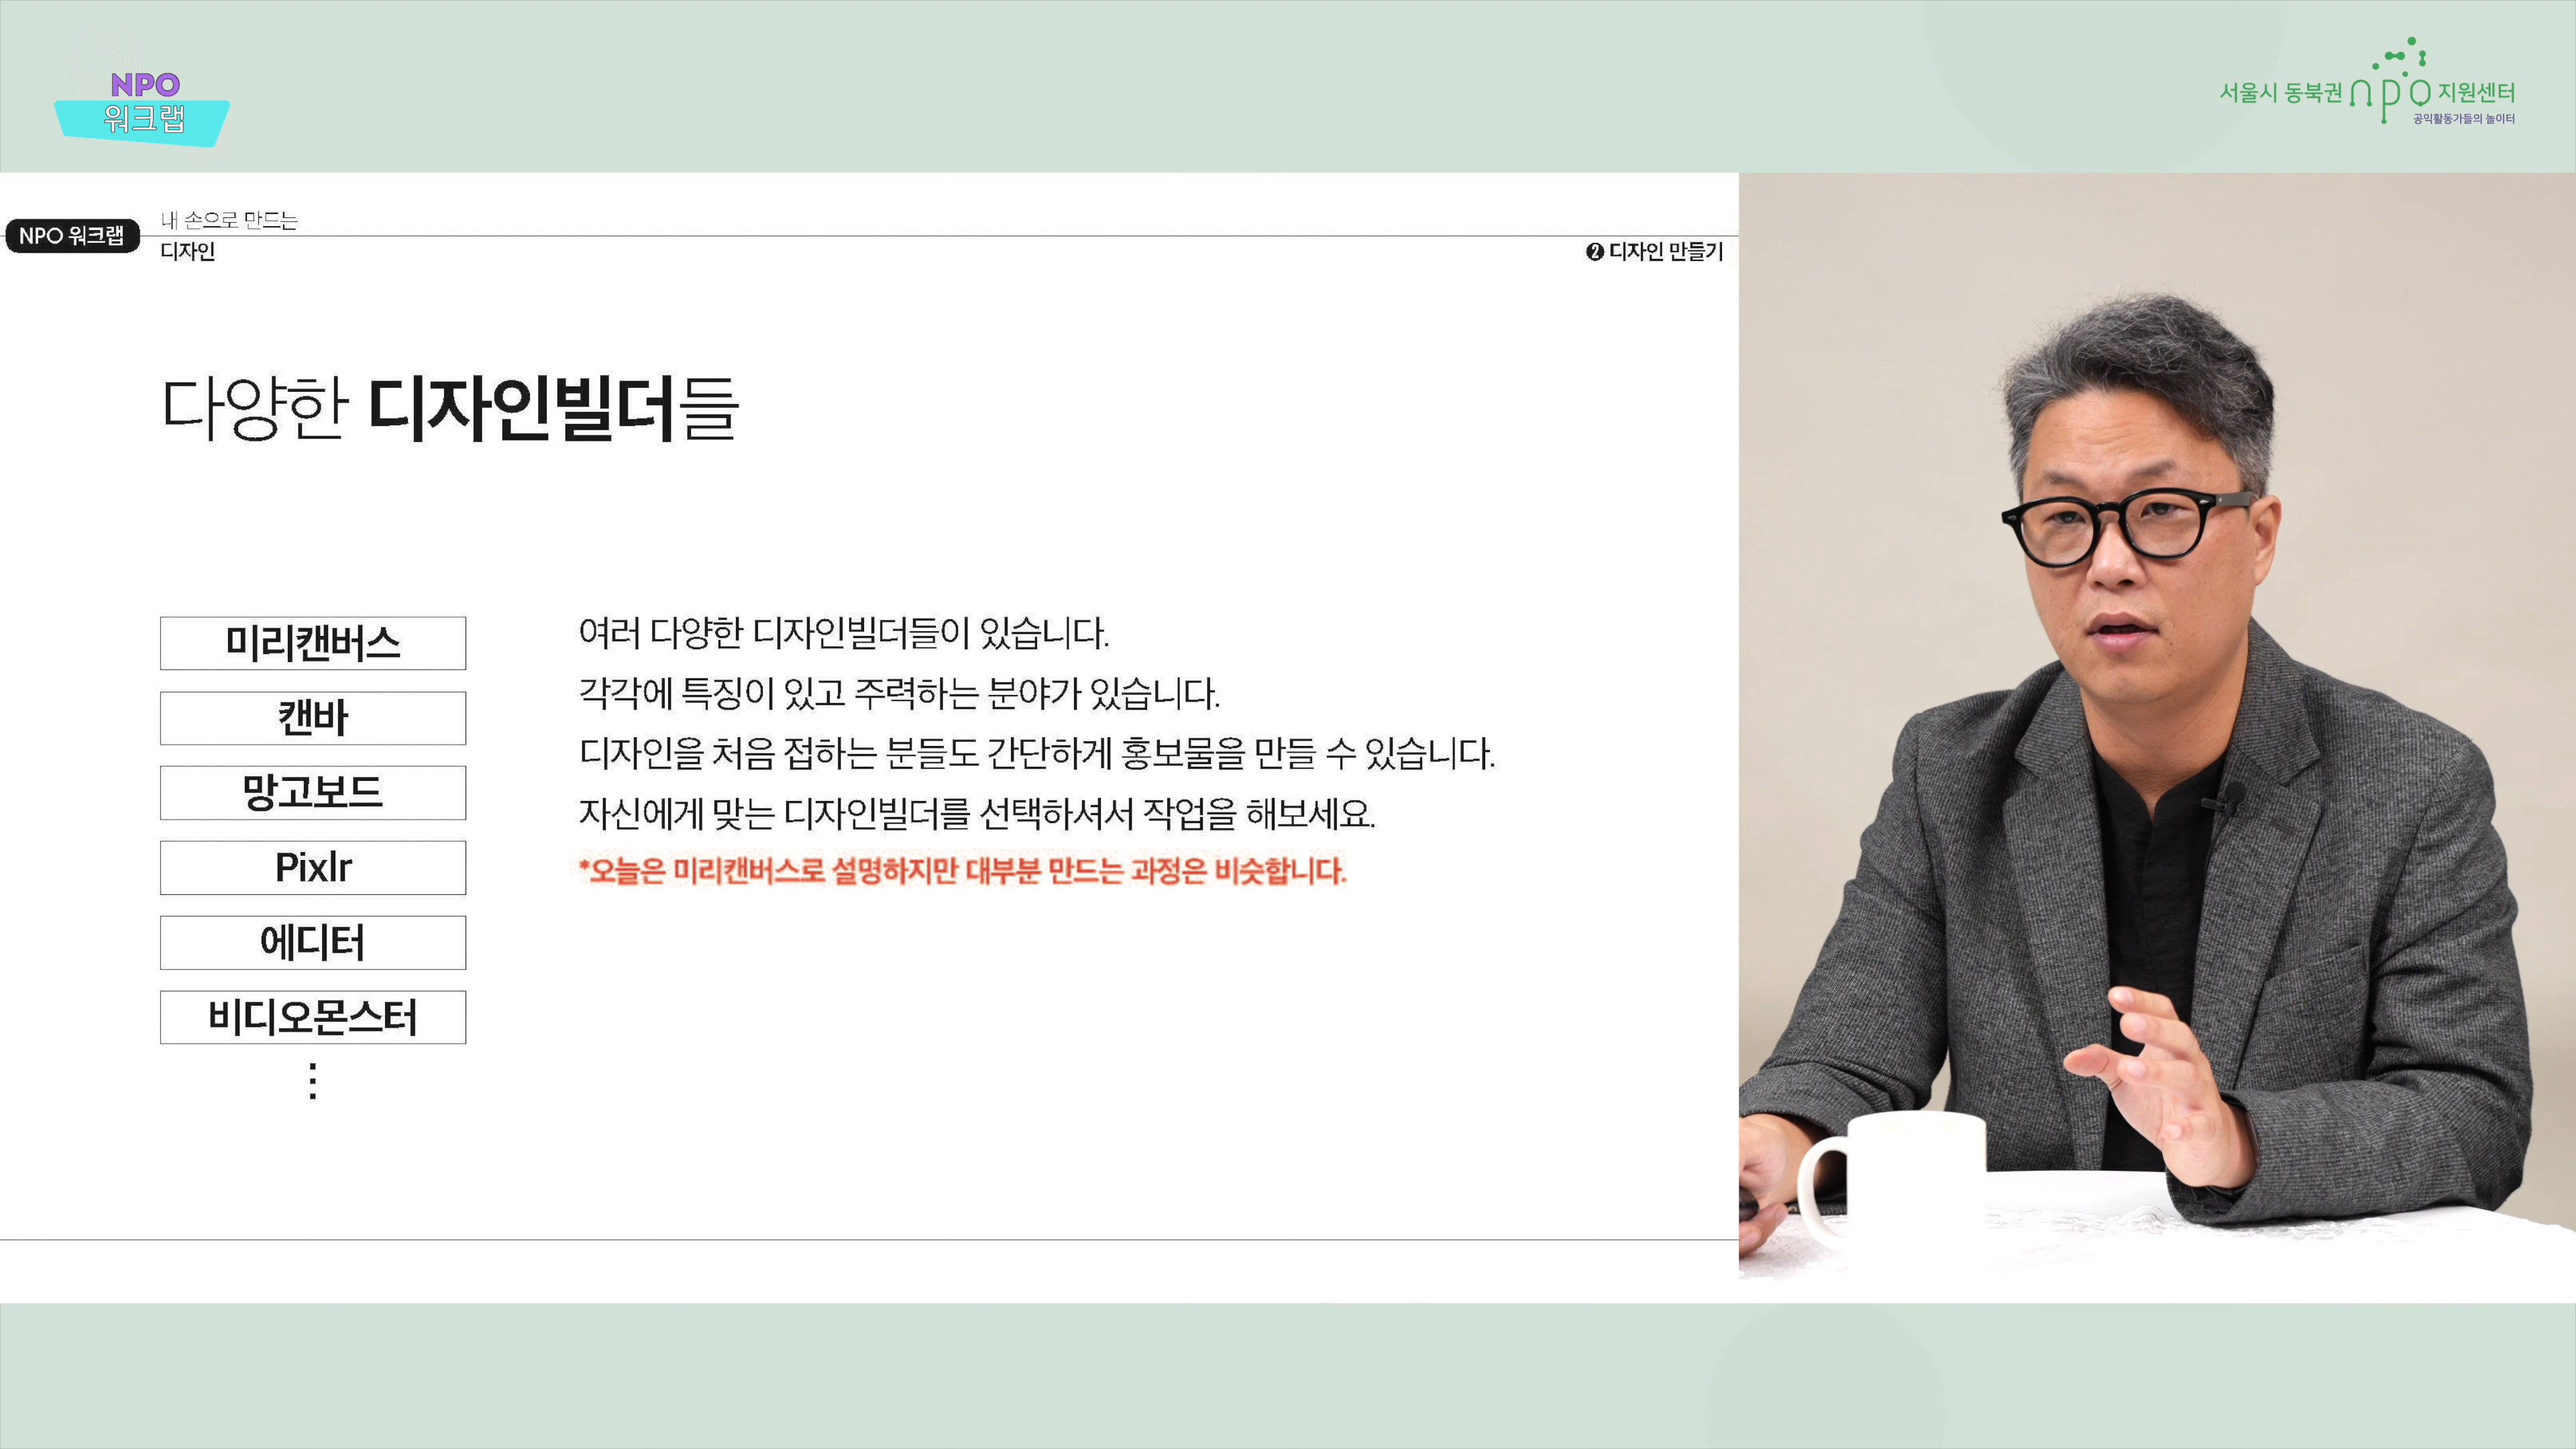 NPO
워크랩
서울시 동북권 npo 지원센터
공익활동가들의 놀이터
NPO 워크랩
내 손으로 만드는
디자인
❷ 디자인 만들기
다양한 디자인빌더들
미리캔버스
캔바
망고보드
Pixlr
에디터
비디오몬스터
⋮
여러 다양한 디자인빌더들이 있습니다.
각각에 특징이 있고 주력하는 분야가 있습니다.
디자인을 처음 접하는 분들도 간단하게 홍보물을 만들 수 있습니다.
자신에게 맞는 디자인빌더를 선택하셔서 작업을 해보세요.
*오늘은 미리캔버스로 설명하지만 대부분 만드는 과정은 비슷합니다.